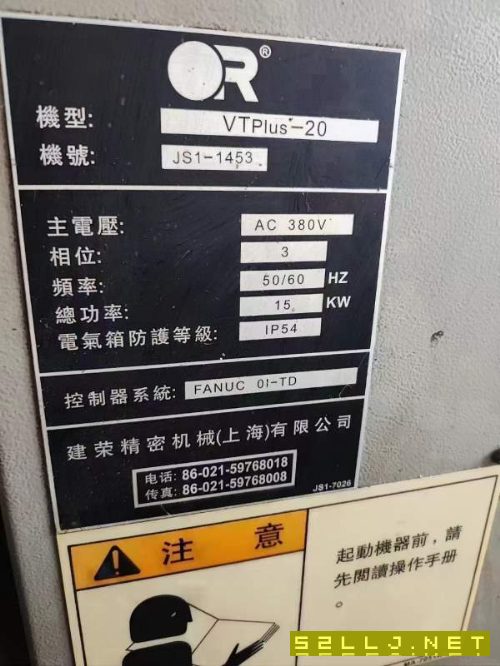 OR®
機型: VTPlus-20
機號: JS1-1453
主電壓: AC 380V
相位: 3
頻率: 50/60 HZ
總功率: 15 KW
電氣箱防護等級: IP54
控制器系統: FANUC 0I-TD
建荣精密机械(上海)有限公司
电话: 86-021-59768018
传真: 86-021-59768008
JS1-7026
注 意
起動機器前，請
先閱讀操作手册
。
52LLJ.NET